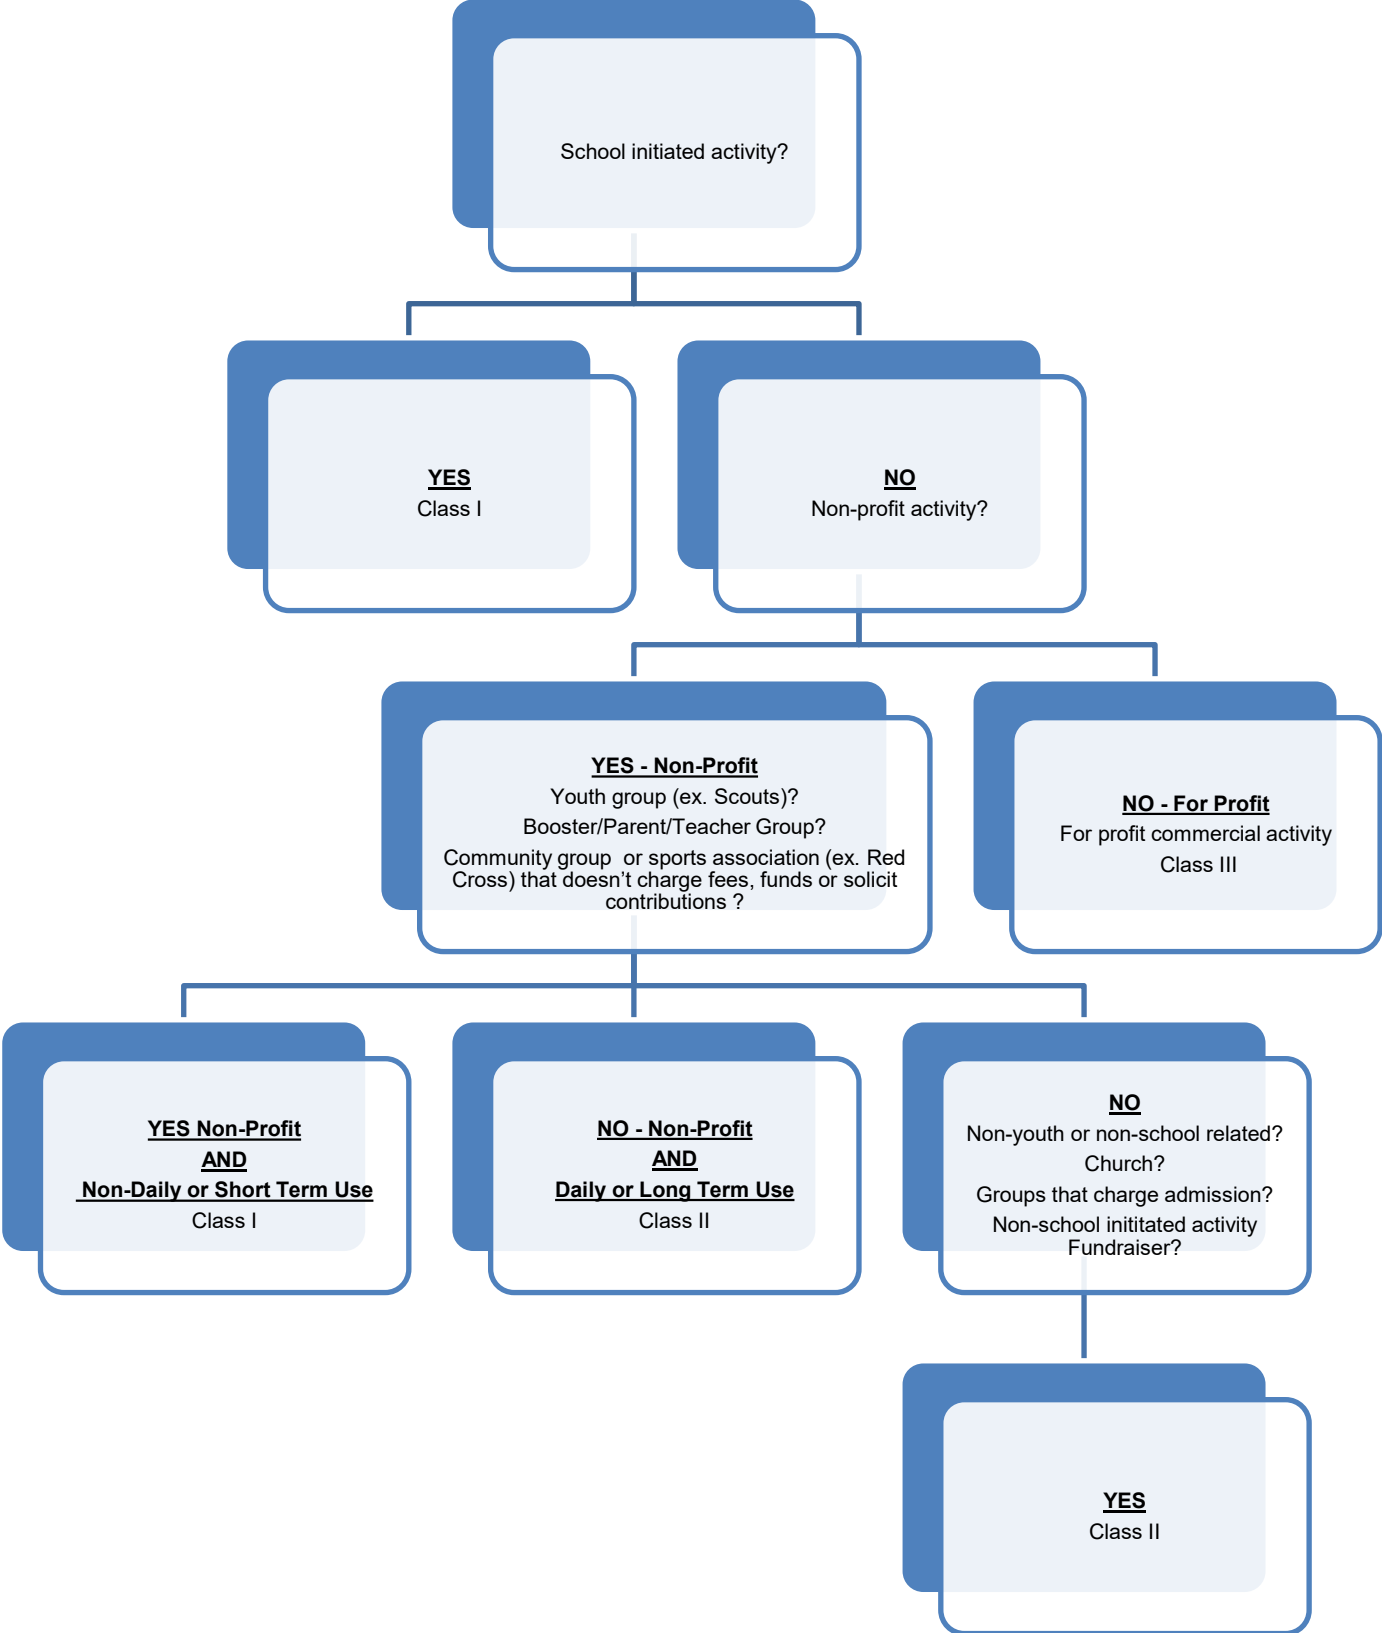 School initiated activity?
YES
Class I
NO
Non-profit activity?
YES - Non-Profit
Youth group (ex. Scouts)?
Booster/Parent/Teacher Group?
Community group or sports association (ex. Red
Cross) that doesn't charge fees, funds or solicit
contributions ?
NO - For Profit
For profit commercial activity
Class III
YES Non-Profit
AND
Non-Daily or Short Term Use
Class I
NO - Non-Profit
AND
Daily or Long Term Use
Class II
NO
Non-youth or non-school related?
Church?
Groups that charge admission?
Non-school inititated activity
Fundraiser?
YES
Class II